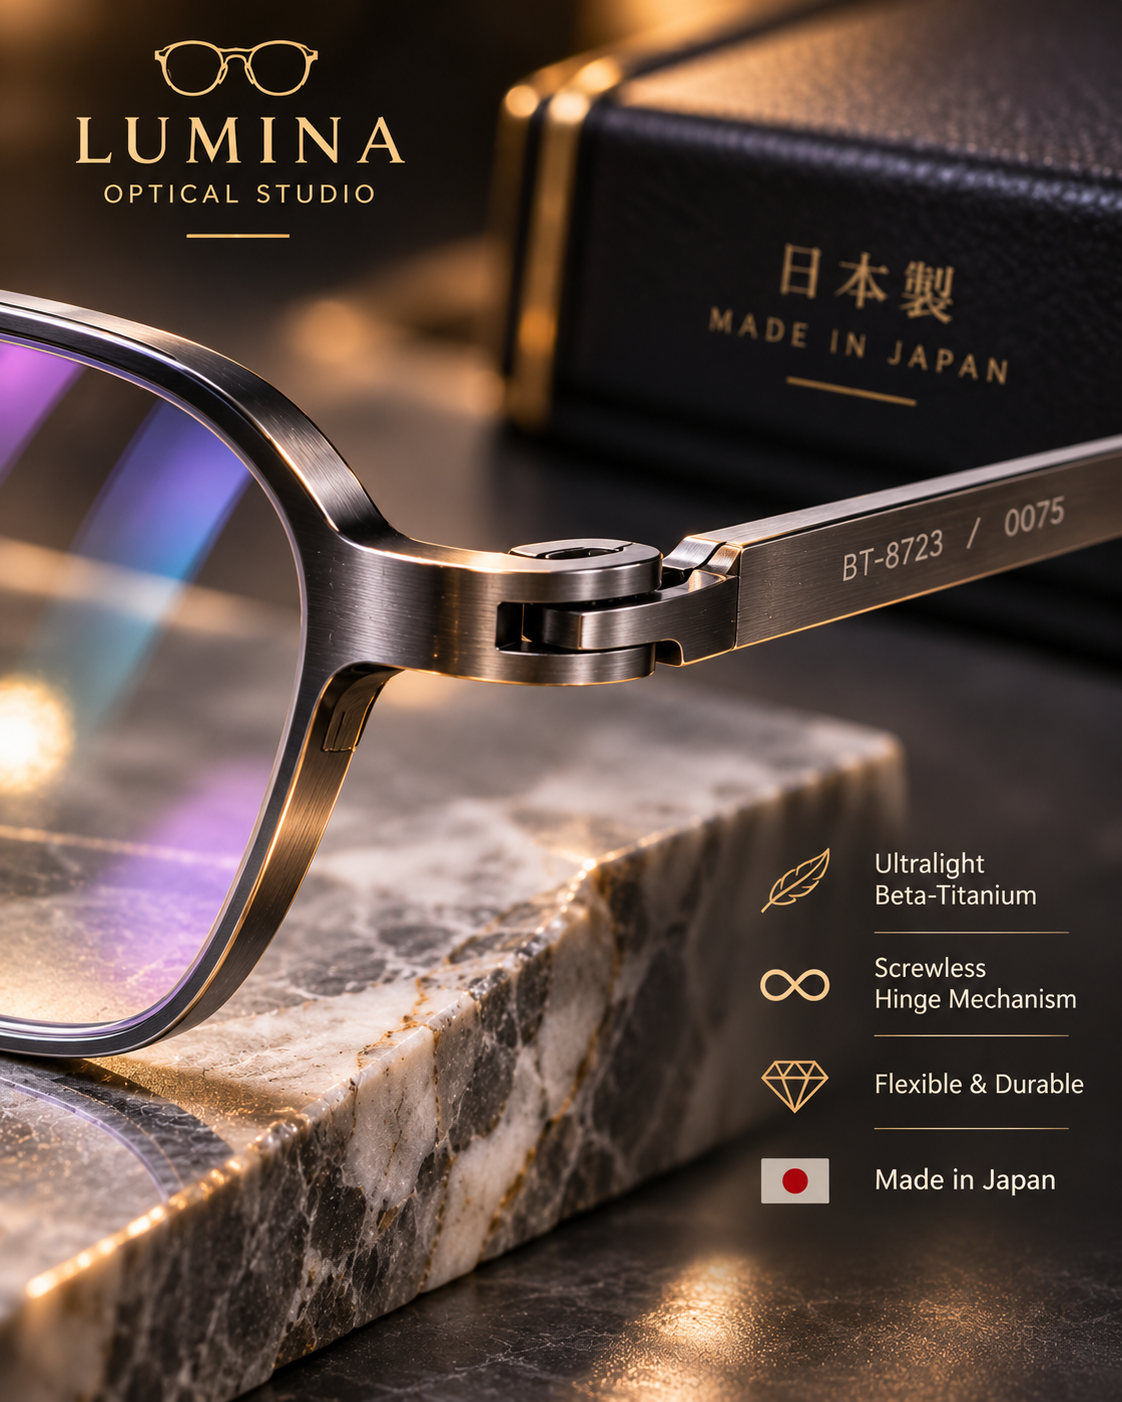 LUMINA
OPTICAL STUDIO
日本製
MADE IN JAPAN
BT-8723 / 0075
Ultralight
Beta-Titanium
Screwless
Hinge Mechanism
Flexible & Durable
Made in Japan